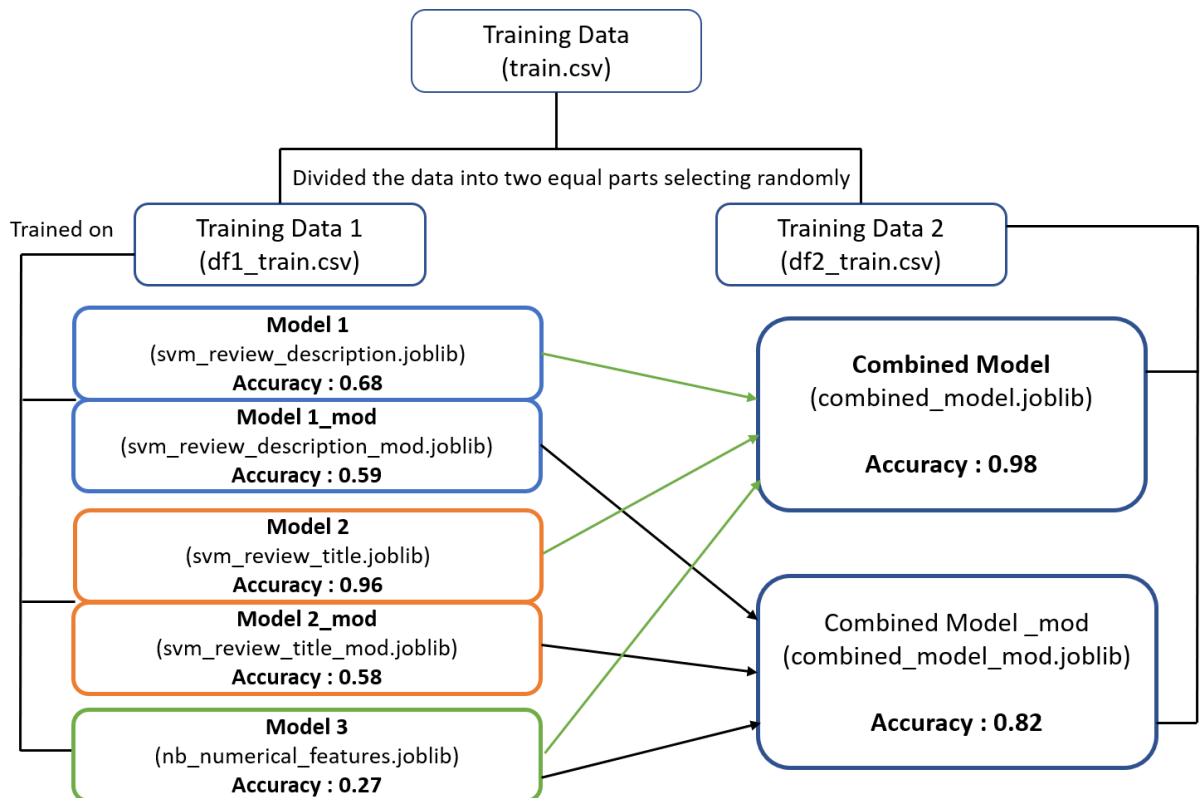 Training Data
(train.csv)
Divided the data into two equal parts selecting randomly
Trained on
Training Data 1
(df1_train.csv)
Training Data 2
(df2_train.csv)
Model 1
(svm_review_description.joblib)
Accuracy : 0.68
Model 1_mod
(svm_review_description_mod.joblib)
Accuracy : 0.59
Model 2
(svm_review_title.joblib)
Accuracy : 0.96
Model 2_mod
(svm_review_title_mod.joblib)
Accuracy : 0.58
Model 3
(nb_numerical_features.joblib)
Accuracy : 0.27
Combined Model
(combined_model.joblib)
Accuracy : 0.98
Combined Model _mod
(combined_model_mod.joblib)
Accuracy : 0.82